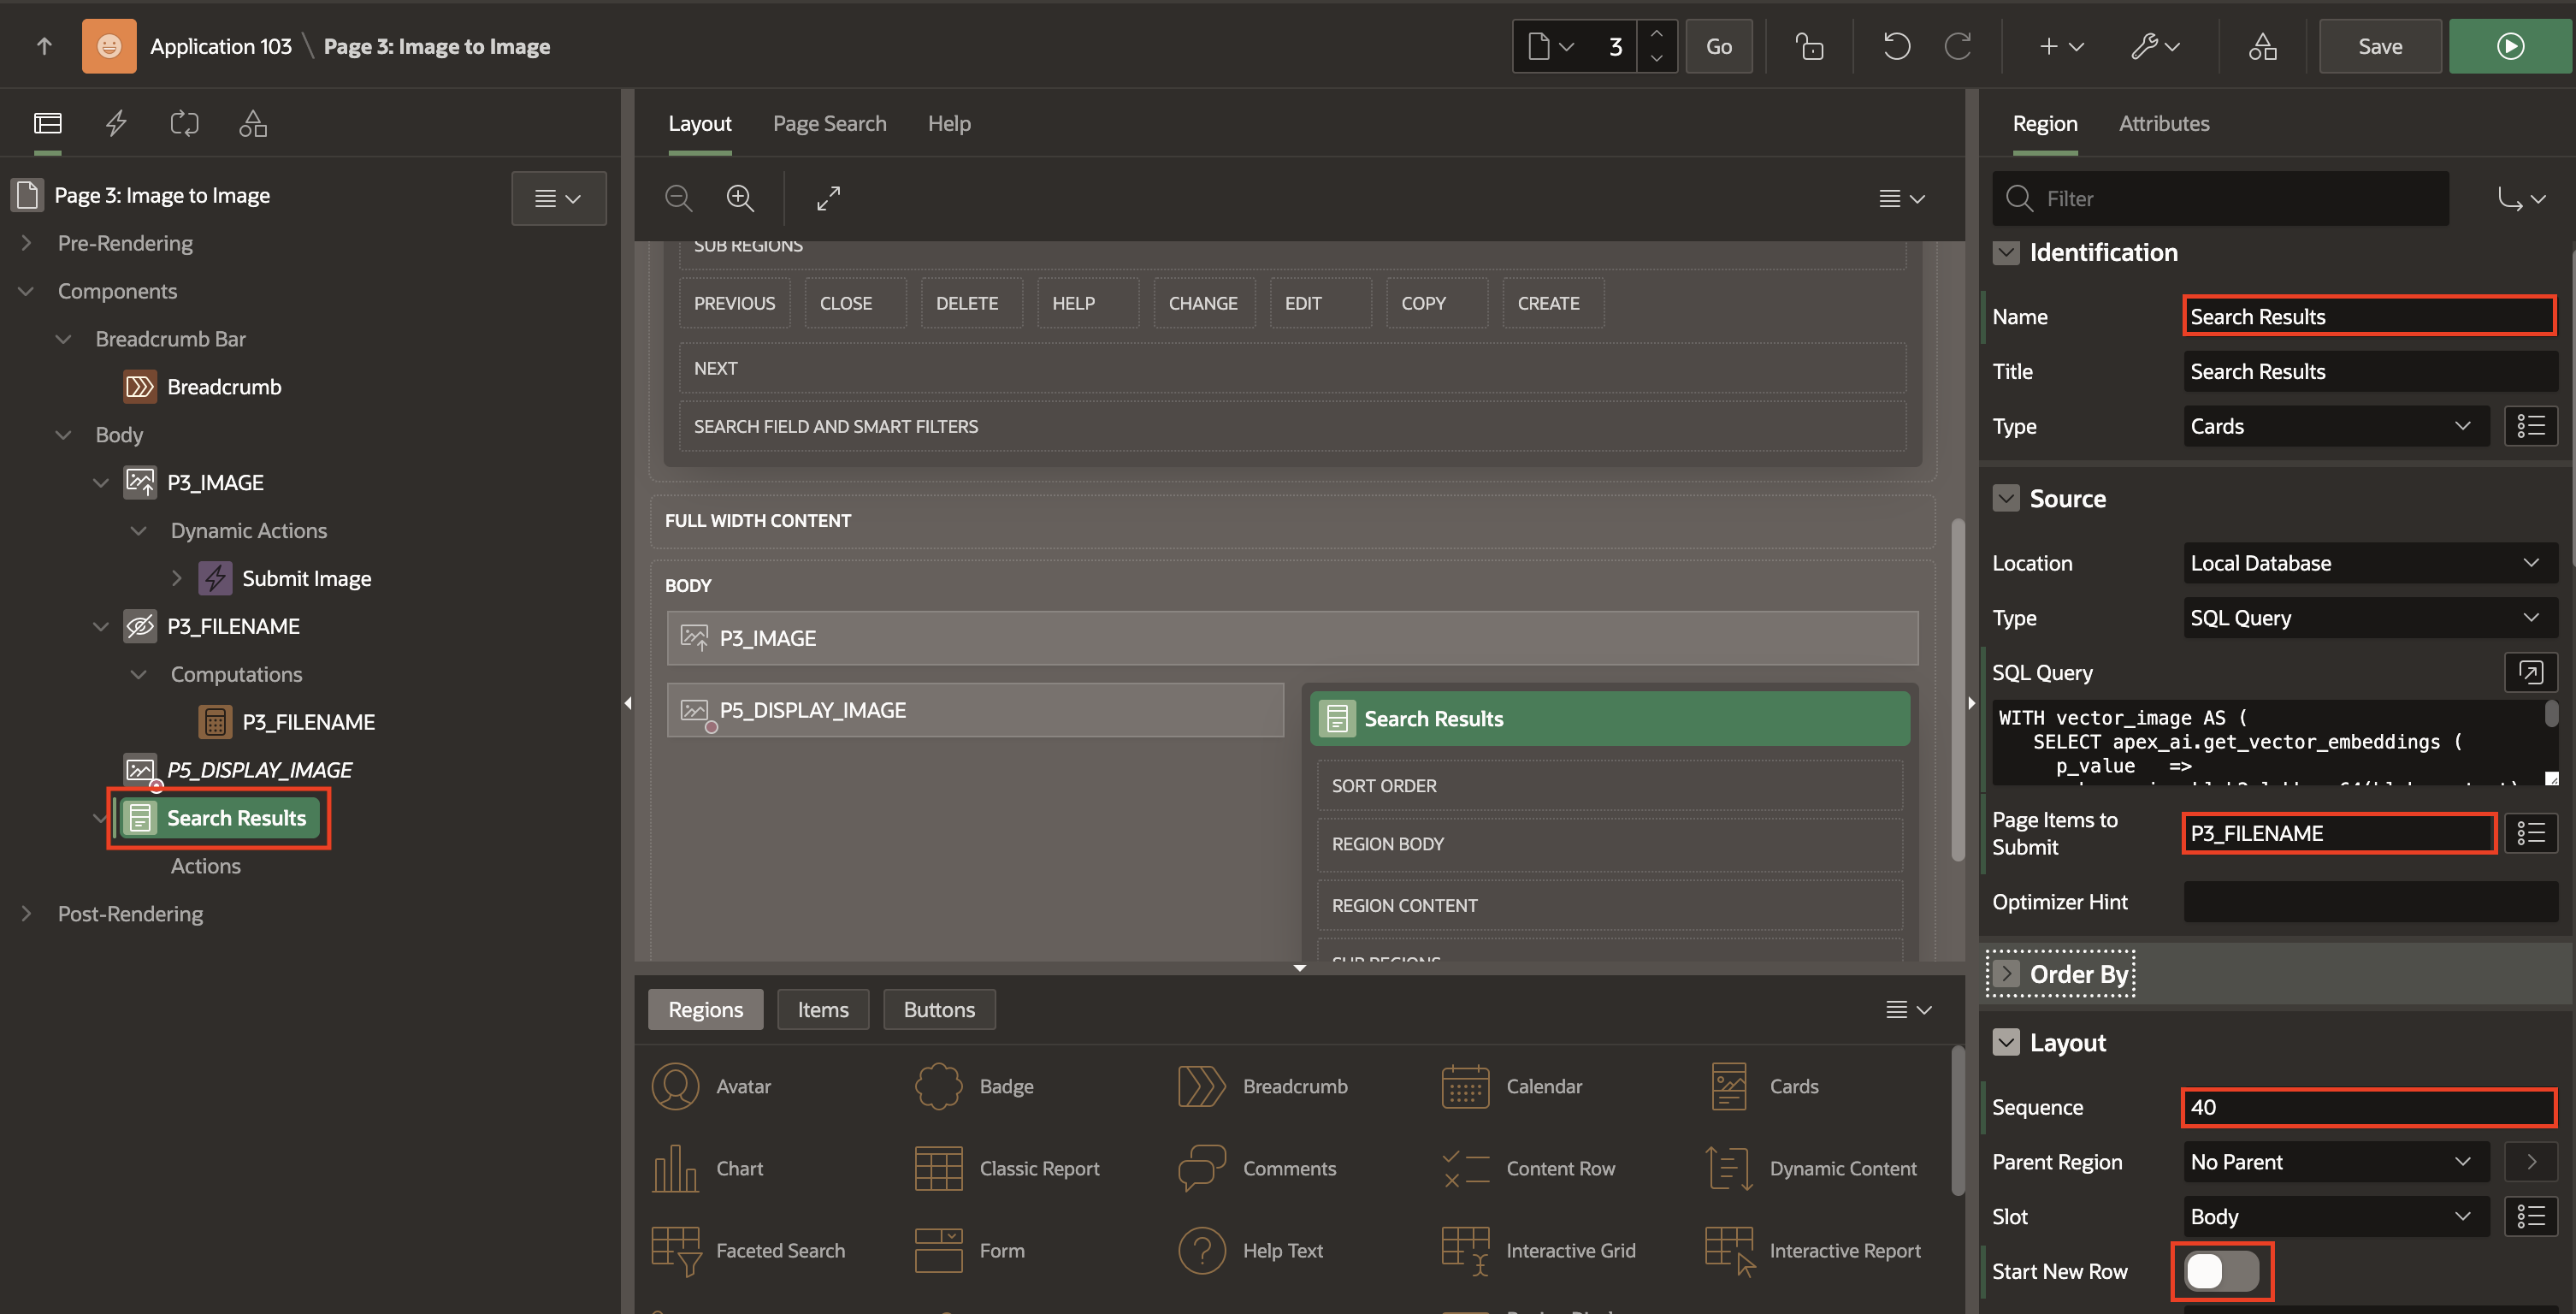 Application 103 \ Page 3: Image to Image
3
Go
Save
Page 3: Image to Image
Pre-Rendering
Components
Breadcrumb Bar
Breadcrumb
Body
P3_IMAGE
Dynamic Actions
Submit Image
P3_FILENAME
Computations
P3_FILENAME
P5_DISPLAY_IMAGE
Search Results
Actions
Post-Rendering
Layout Page Search Help
SUB REGIONS
PREVIOUS CLOSE DELETE HELP CHANGE EDIT COPY CREATE
NEXT
SEARCH FIELD AND SMART FILTERS
FULL WIDTH CONTENT
BODY
P3_IMAGE
P5_DISPLAY_IMAGE
Search Results
SORT ORDER
REGION BODY
REGION CONTENT
SUB REGIONS
Regions Items Buttons
Avatar Badge Breadcrumb Calendar Cards
Chart Classic Report Comments Content Row Dynamic Content
Faceted Search Form Help Text Interactive Grid Interactive Report
Region Attributes
Filter
Identification
Name Search Results
Title Search Results
Type Cards
Source
Location Local Database
Type SQL Query
SQL Query
WITH vector_image AS (
SELECT apex_ai.get_vector_embeddings (
p_value =>
Page Items to
Submit
P3_FILENAME
Optimizer Hint
Order By
Layout
Sequence 40
Parent Region No Parent
Slot Body
Start New Row